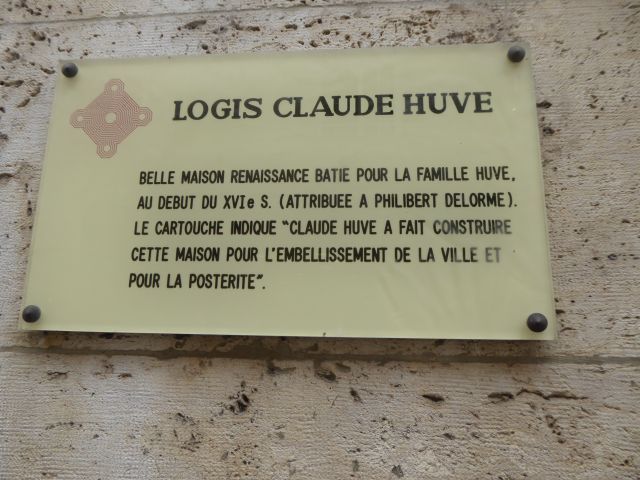 LOGIS CLAUDE HUVE
BELLE MAISON RENAISSANCE BATIE POUR LA FAMILLE HUVE,
AU DEBUT DU XVIe S. (ATTRIBUEE A PHILIBERT DELORME).
LE CARTOUCHE INDIQUE "CLAUDE HUVE A FAIT CONSTRUIRE
CETTE MAISON POUR L'EMBELLISSEMENT DE LA VILLE ET
POUR LA POSTERITE".